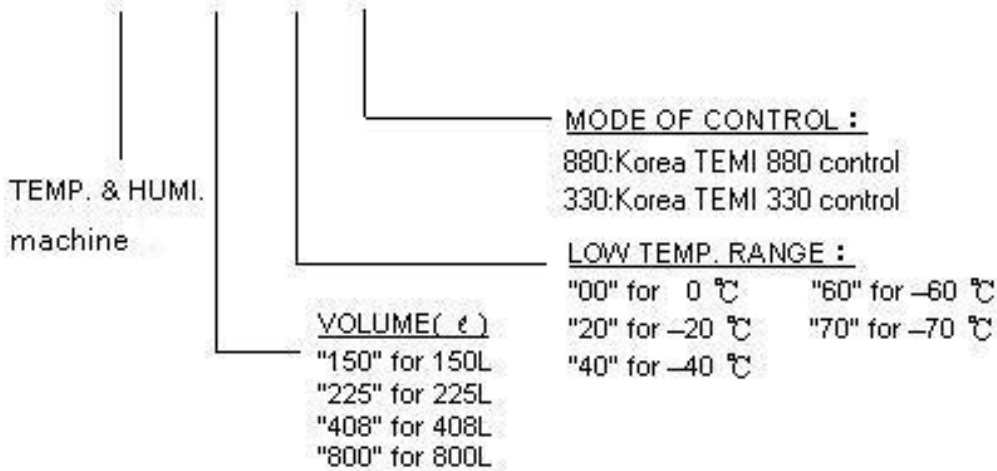 MODE OF CONTROL :
880:Korea TEMI 880 control
330:Korea TEMI 330 control
TEMP. & HUMI.
machine
LOW TEMP. RANGE :
"00" for 0 ℃ "60" for –60 ℃
"20" for –20 ℃ "70" for –70 ℃
"40" for –40 ℃
VOLUME( ℓ )
"150" for 150L
"225" for 225L
"408" for 408L
"800" for 800L